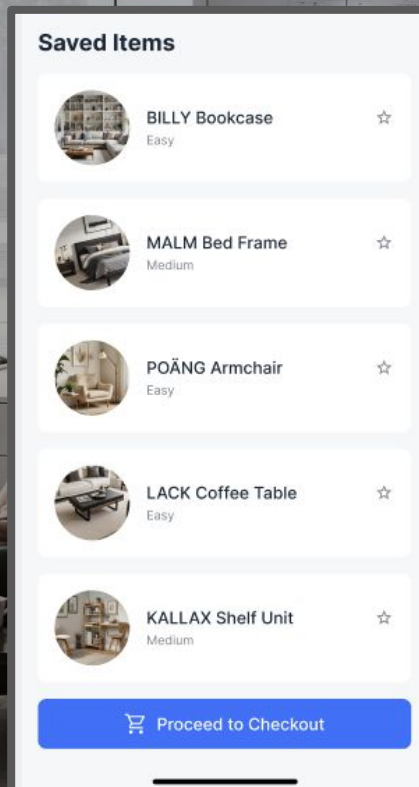 Saved Items
BILLY Bookcase
Easy
MALM Bed Frame
Medium
POÄNG Armchair
Easy
LACK Coffee Table
Easy
KALLAX Shelf Unit
Medium
Proceed to Checkout